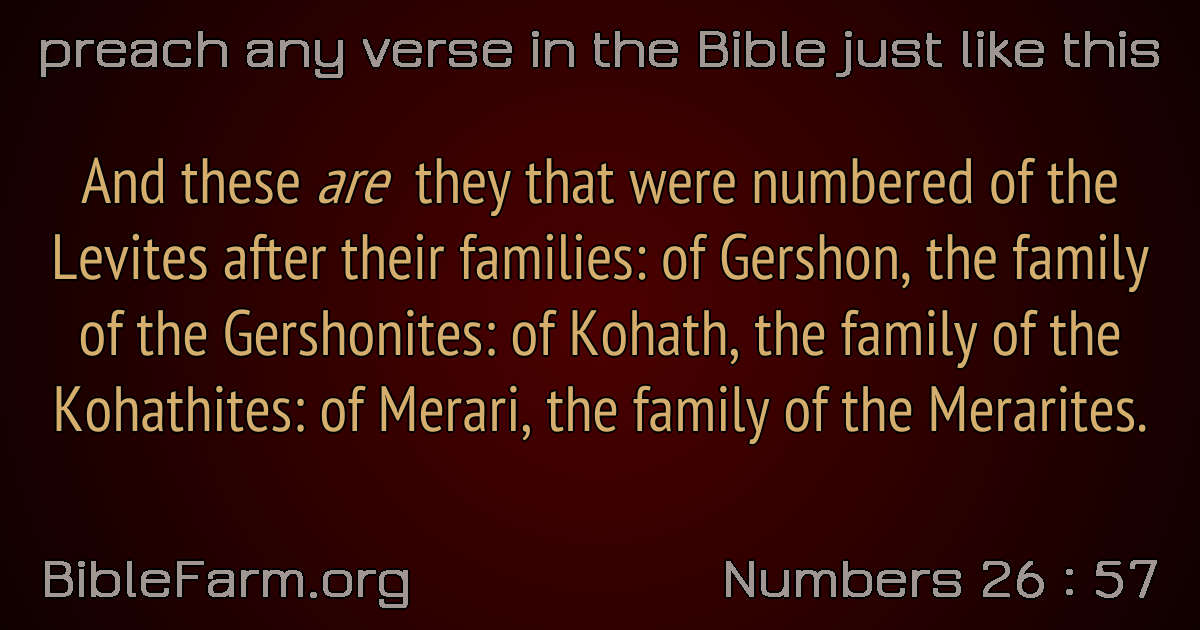 preach any verse in the Bible just like this
And these are they that were numbered of the
Levites after their families: of Gershon, the family
of the Gershonites: of Kohath, the family of the
Kohathites: of Merari, the family of the Merarites.
BibleFarm.org
Numbers 26 : 57